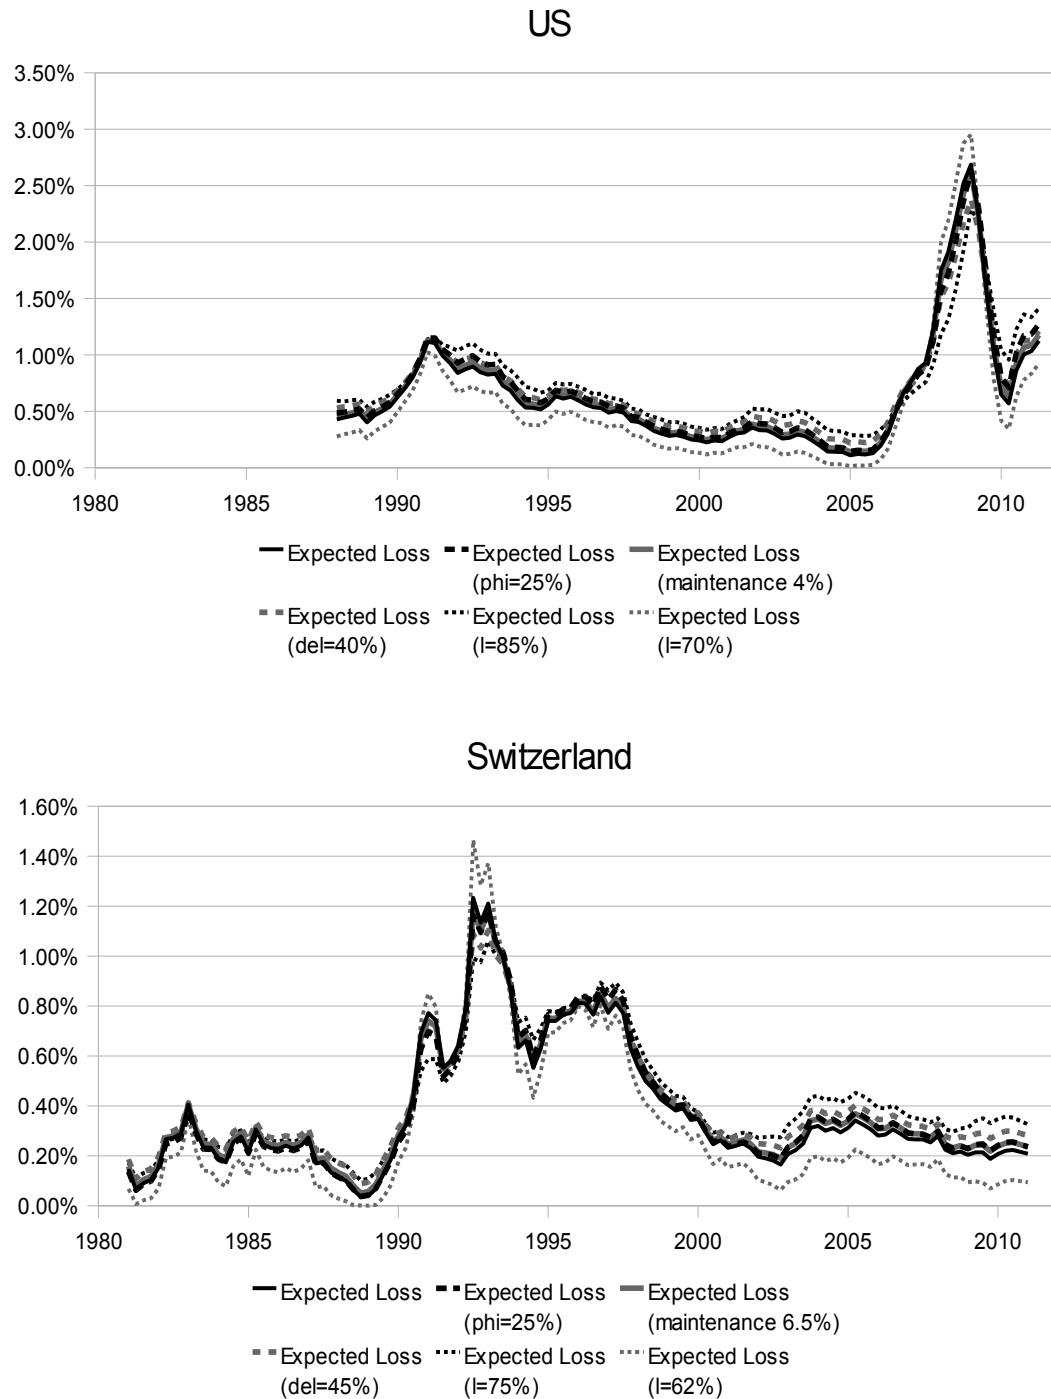 US
3.50%
3.00%
2.50%
2.00%
1.50%
1.00%
0.50%
0.00%
1980 1985 1990 1995 2000 2005 2010
Expected Loss Expected Loss Expected Loss
(phi=25%) (maintenance 4%)
Expected Loss Expected Loss Expected Loss
(del=40%) (l=85%) (l=70%)
Switzerland
1.60%
1.40%
1.20%
1.00%
0.80%
0.60%
0.40%
0.20%
0.00%
1980 1985 1990 1995 2000 2005 2010
Expected Loss Expected Loss Expected Loss
(phi=25%) (maintenance 6.5%)
Expected Loss Expected Loss Expected Loss
(del=45%) (l=75%) (l=62%)